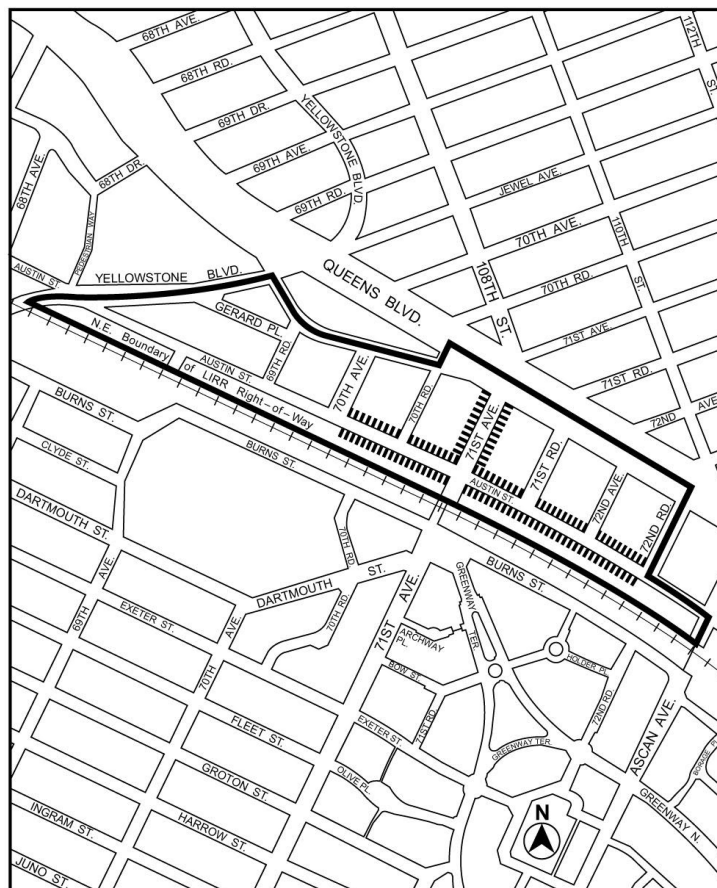 68TH AVE.
112TH
ST.
68TH RD.
69TH DR.
YELLOWSTONE BLVD.
69TH AVE.
69TH RD.
JEWEL AVE.
70TH AVE.
110TH
ST.
70TH RD.
71ST AVE.
71ST RD.
72ND AVE.
108TH
ST.
QUEENS BLVD.
68TH AVE.
68TH DR.
PEDESTRIAN WAY
AUSTIN ST.
YELLOWSTONE BLVD.
GERARD PL.
69TH RD.
N.E. Boundary
of LIRR Right-of-Way
AUSTIN ST.
70TH AVE.
70TH RD.
71ST AVE.
71ST RD.
AUSTIN ST.
72ND AVE.
72ND RD.
BURNS ST.
BURNS ST.
BURNS ST.
CLYDE ST.
DARTMOUTH ST.
69TH
AVE.
EXETER ST.
70TH
AVE.
DARTMOUTH ST.
70TH RD.
70TH RD.
71ST AVE.
GREENWAY
TER.
ARCHWAY
PL.
BOW ST.
71ST RD.
HOLDER PL.
72ND RD.
ASCAN AVE.
GREENWAY TER.
EXETER ST.
OLIVE PL.
FLEET ST.
GROTON ST.
HARROW ST.
INGRAM ST.
JUNO ST.
GREENWAY N.
N